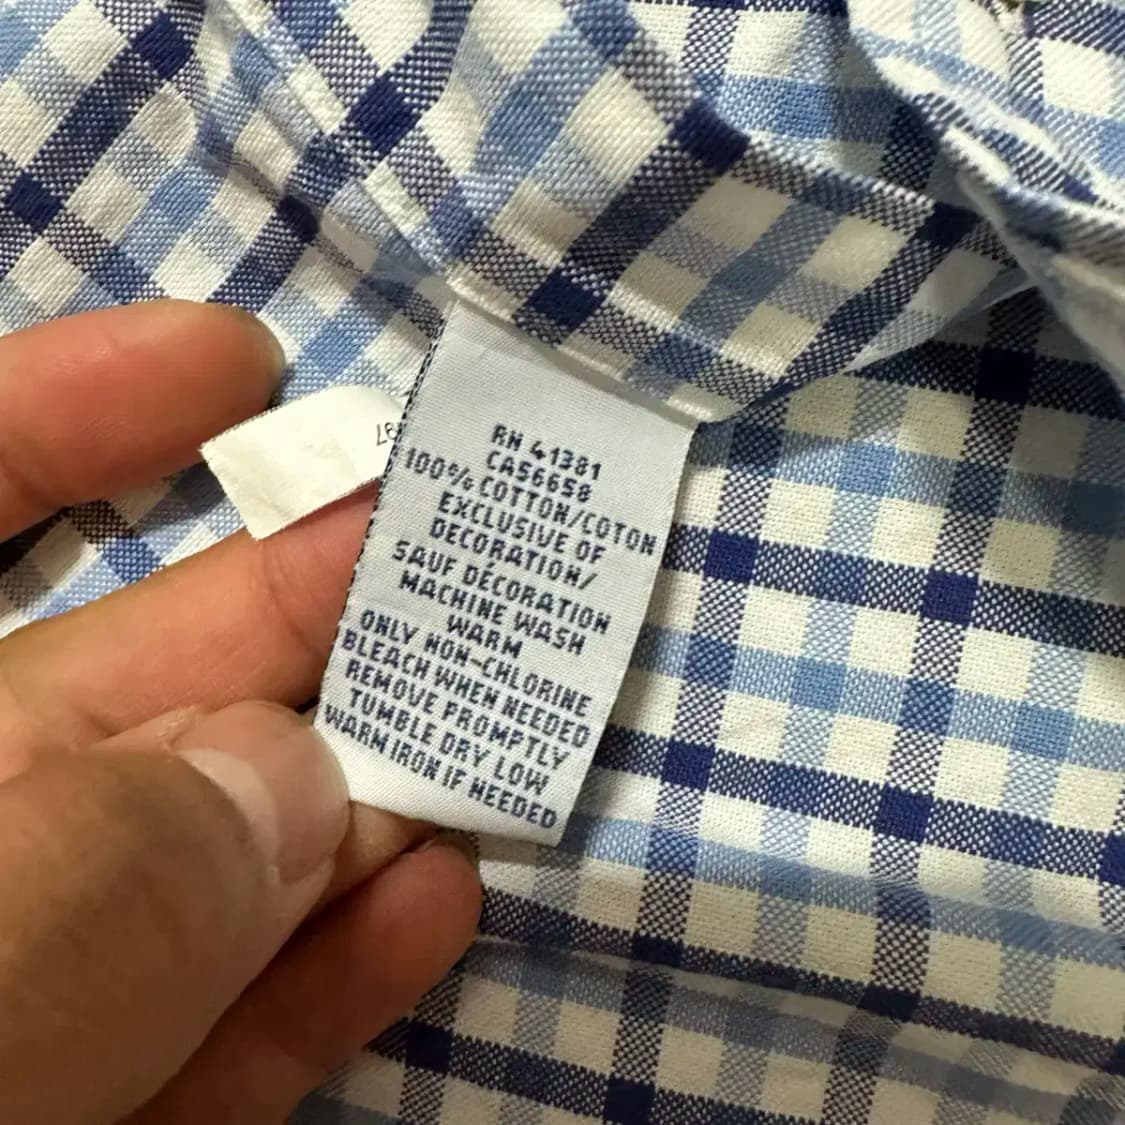 RN 41381
CA56658
100% COTTON/COTON
EXCLUSIVE OF
DECORATION/
SAUF DÉCORATION
MACHINE WASH
WARM
ONLY NON-CHLORINE
BLEACH WHEN NEEDED
REMOVE PROMPTLY
TUMBLE DRY LOW
WARM IRON IF NEEDED